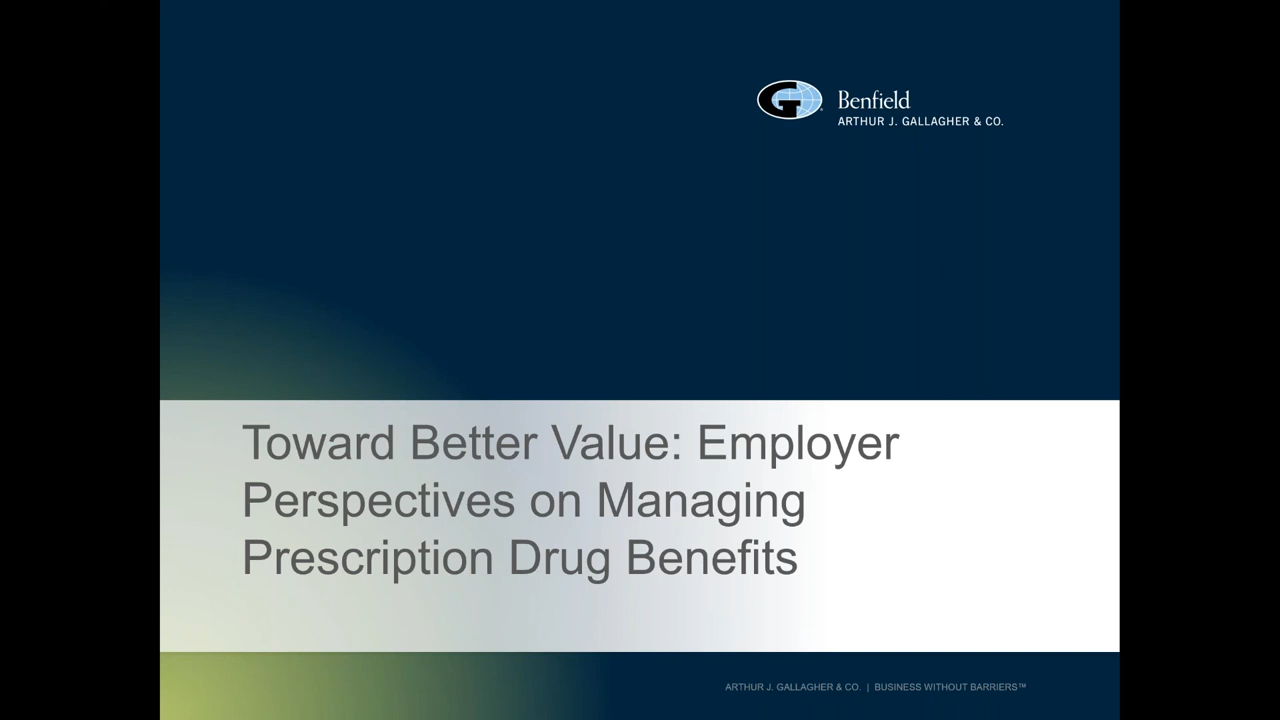 Benfield
ARTHUR J. GALLAGHER & CO.
Toward Better Value: Employer
Perspectives on Managing
Prescription Drug Benefits
ARTHUR J. GALLAGHER & CO. | BUSINESS WITHOUT BARRIERS™